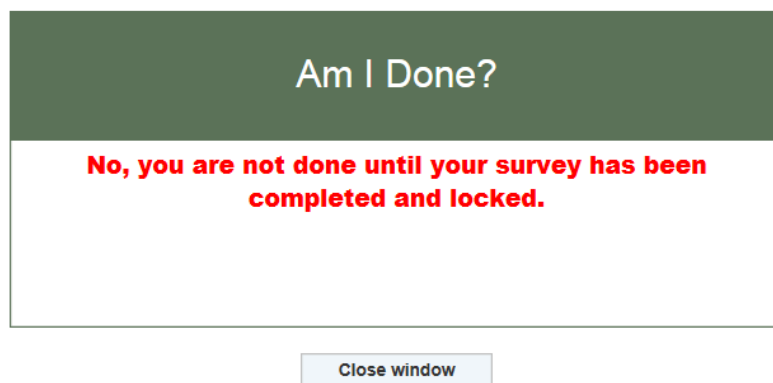 Am I Done?
No, you are not done until your survey has been
completed and locked.
Close window